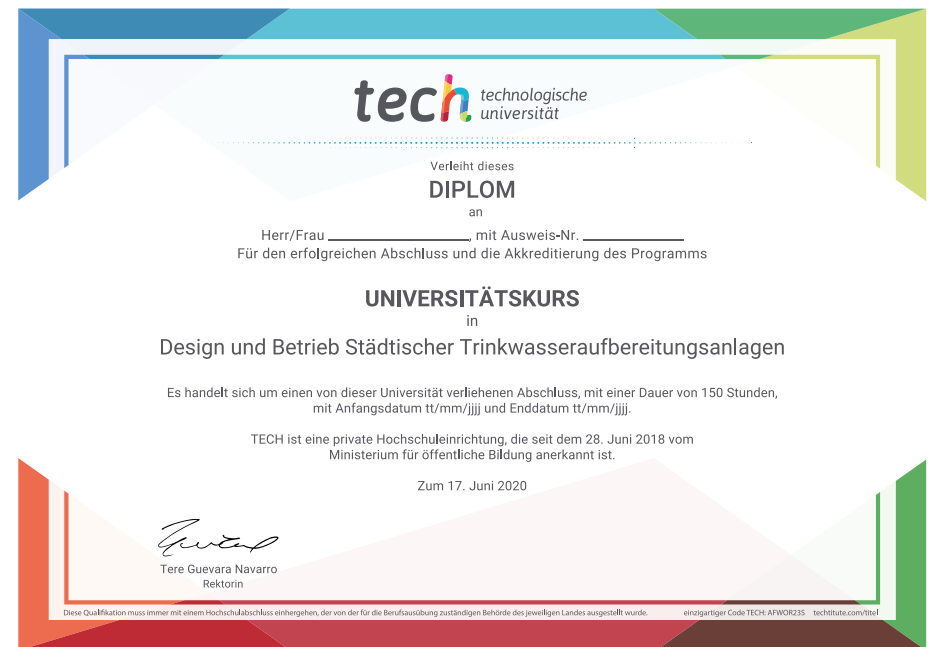 tech technologische
universität
Verleiht dieses
DIPLOM
an
Herr/Frau ______________, mit Ausweis-Nr. ______________
Für den erfolgreichen Abschluss und die Akkreditierung des Programms
UNIVERSITÄTSKURS
in
Design und Betrieb Städtischer Trinkwasseraufbereitungsanlagen
Es handelt sich um einen von dieser Universität verliehenen Abschluss, mit einer Dauer von 150 Stunden,
mit Anfangsdatum tt/mm/jjjj und Enddatum tt/mm/jjjj.
TECH ist eine private Hochschuleinrichtung, die seit dem 28. Juni 2018 vom
Ministerium für öffentliche Bildung anerkannt ist.
Zum 17. Juni 2020
Tere Guevara Navarro
Rektorin
Diese Qualifikation muss immer mit einem Hochschulabschluss einhergehen, der von der für die Berufsausübung zuständigen Behörde des jeweiligen Landes ausgestellt wurde. einzigartiger Code TECH: AFWOR23S techtitute.com/titel